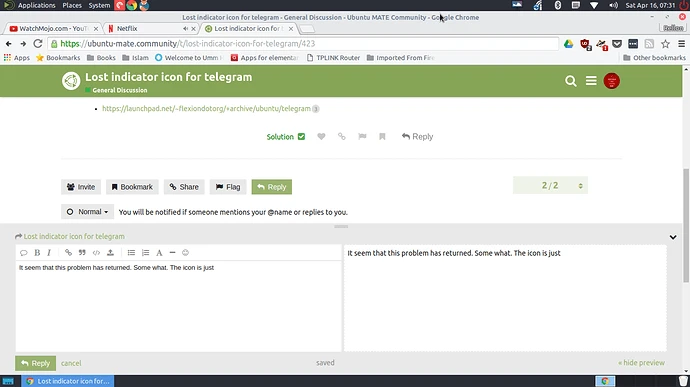 Applications Places System Sat Apr 16, 07:31
Lost indicator icon for telegram - General Discussion - Ubuntu MATE Community - Google Chrome
WatchMojo.com - You Netflix Lost indicator icon for t
https://ubuntu-mate.community/t/lost-indicator-icon-for-telegram/423
Apps Books Islam Welcome to Umm Apps for elementar TPLINK Router Imported From Fire Other bookmarks
Lost indicator icon for telegram
General Discussion
https://launchpad.net/~flexiondotorg/+archive/ubuntu/telegram 3
Solution Reply
Invite Bookmark Share Flag Reply 2 / 2
Normal You will be notified if someone mentions your @name or replies to you.
Lost indicator icon for telegram
B I A
It seem that this problem has returned. Some what. The icon is just It seem that this problem has returned. Some what. The icon is just
Reply cancel saved « hide preview
Lost indicator icon for...